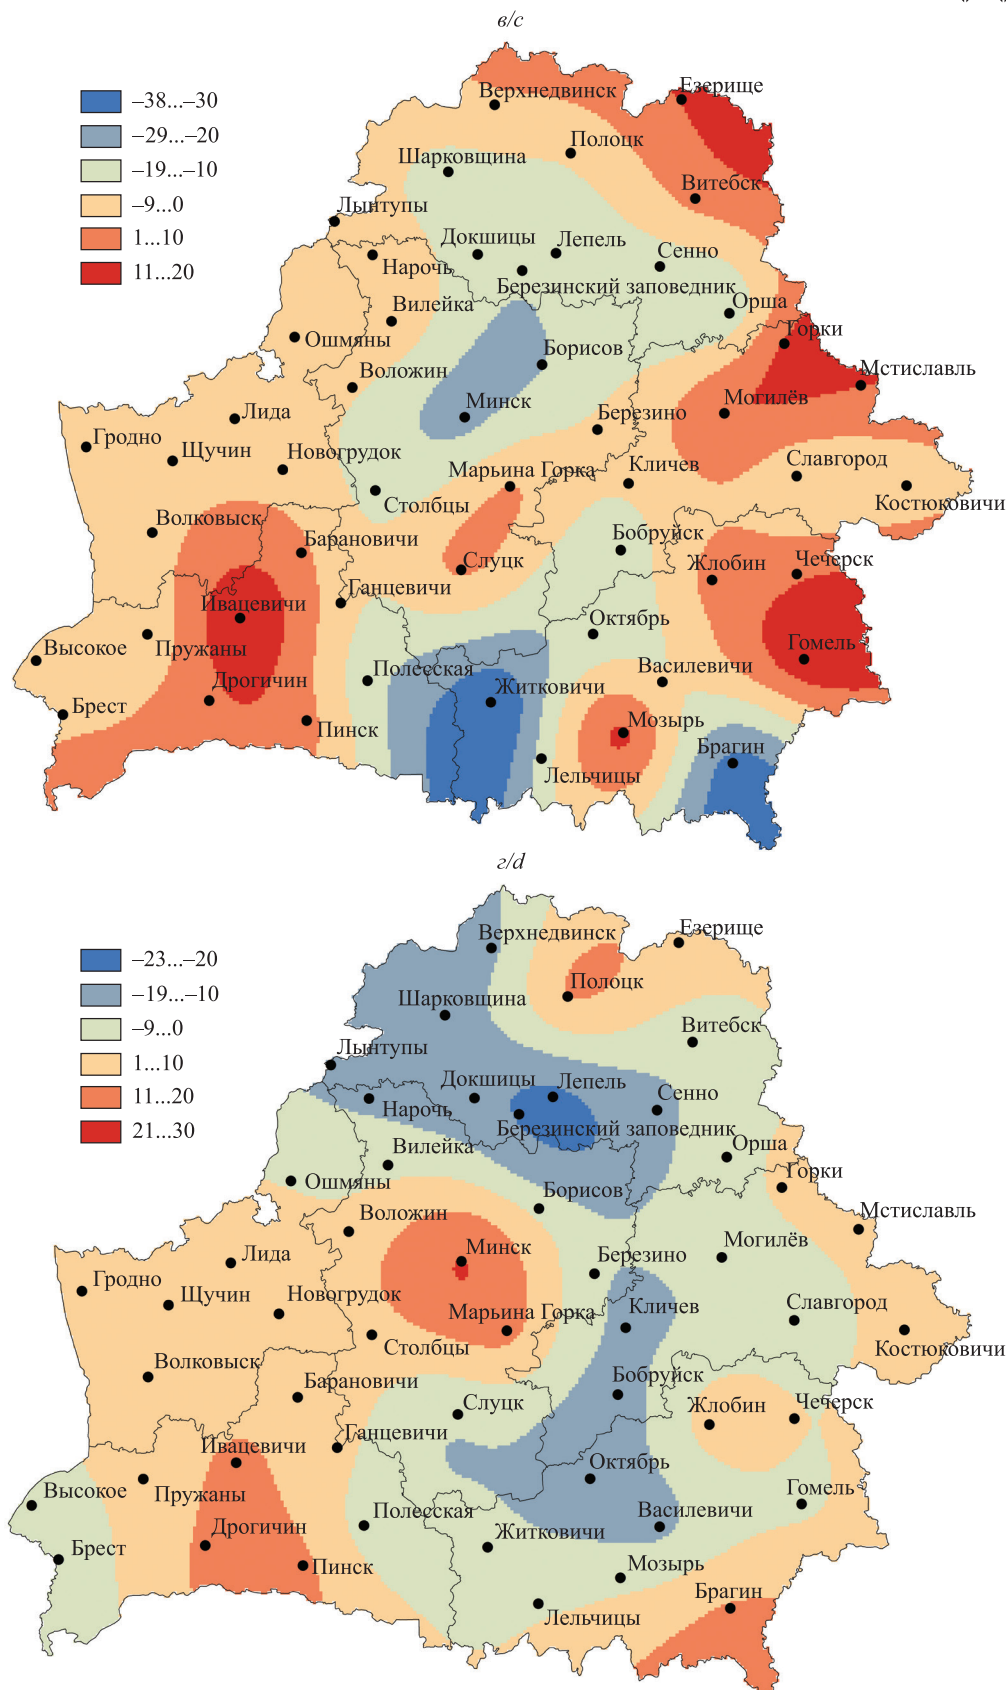 в/c
–38...–30
–29...–20
–19...–10
–9...0
1...10
11...20
Езерище
Верхнедвинск
Полоцк
Шарковщина
Витебск
Лынтупы
Докшицы
Лепель
Сенно
Нарочь
Березинский заповедник
Вилейка
Орша
Ошмяны
Горки
Борисов
Воложин
Мстиславль
Минск
Могилёв
Лида
Березино
Гродно
Щучин
Новогрудок
Марьина Горка
Кличев
Славгород
Столбцы
Костюковичи
Волковыск
Барановичи
Бобруйск
Слуцк
Жлобин
Чечерск
Ганцевичи
Ивацевичи
Октябрь
Гомель
Высокое
Пружаны
Полесская
Василевичи
Дрогичин
Житковичи
Брест
Пинск
Мозырь
Брагин
Лельчицы
г/d
–23...–20
–19...–10
–9...0
1...10
11...20
21...30
Езерище
Верхнедвинск
Полоцк
Шарковщина
Витебск
Лынтупы
Докшицы
Лепель
Сенно
Нарочь
Березинский заповедник
Вилейка
Орша
Ошмяны
Горки
Борисов
Воложин
Мстиславль
Минск
Могилёв
Лида
Березино
Гродно
Щучин
Новогрудок
Марьина Горка
Кличев
Славгород
Столбцы
Костюковичи
Волковыск
Барановичи
Бобруйск
Слуцк
Жлобин
Чечерск
Ганцевичи
Ивацевичи
Октябрь
Гомель
Высокое
Пружаны
Полесская
Василевичи
Дрогичин
Житковичи
Брест
Пинск
Мозырь
Брагин
Лельчицы